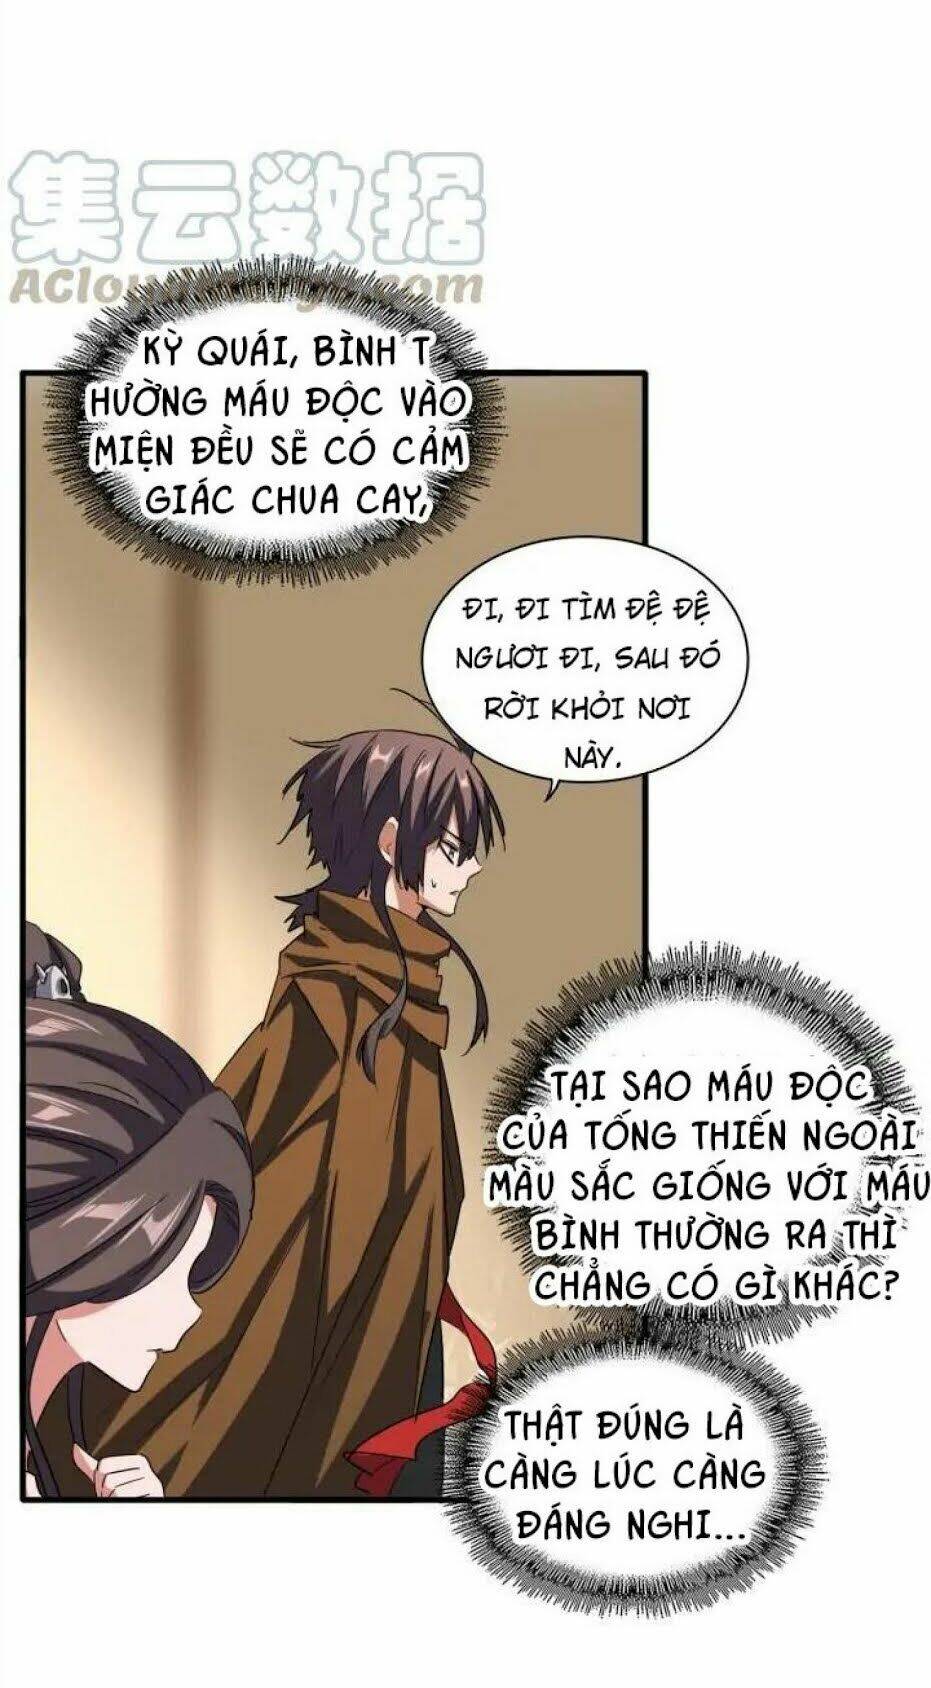 集云数据
KỲ QUÁI, BÌNH T
HƯỜNG MÁU ĐỘC VÀO
MIỆN ĐỀU SẼ CÓ CẢM
GIÁC CHUA CAY,
ĐI, ĐI TÌM ĐỆ ĐỆ
NGƯƠI ĐI, SAU ĐÓ
RỜI KHỎI NƠI
NÀY.
TẠI SAO MÁU ĐỘC
CỦA TỐNG THIẾN NGOÀI
MÀU SẮC GIỐNG VỚI MÁU
BÌNH THƯỜNG RA THÌ
CHẲNG CÓ GÌ KHÁC?
THẬT ĐÚNG LÀ
CÀNG LÚC CÀNG
ĐÁNG NGHI...